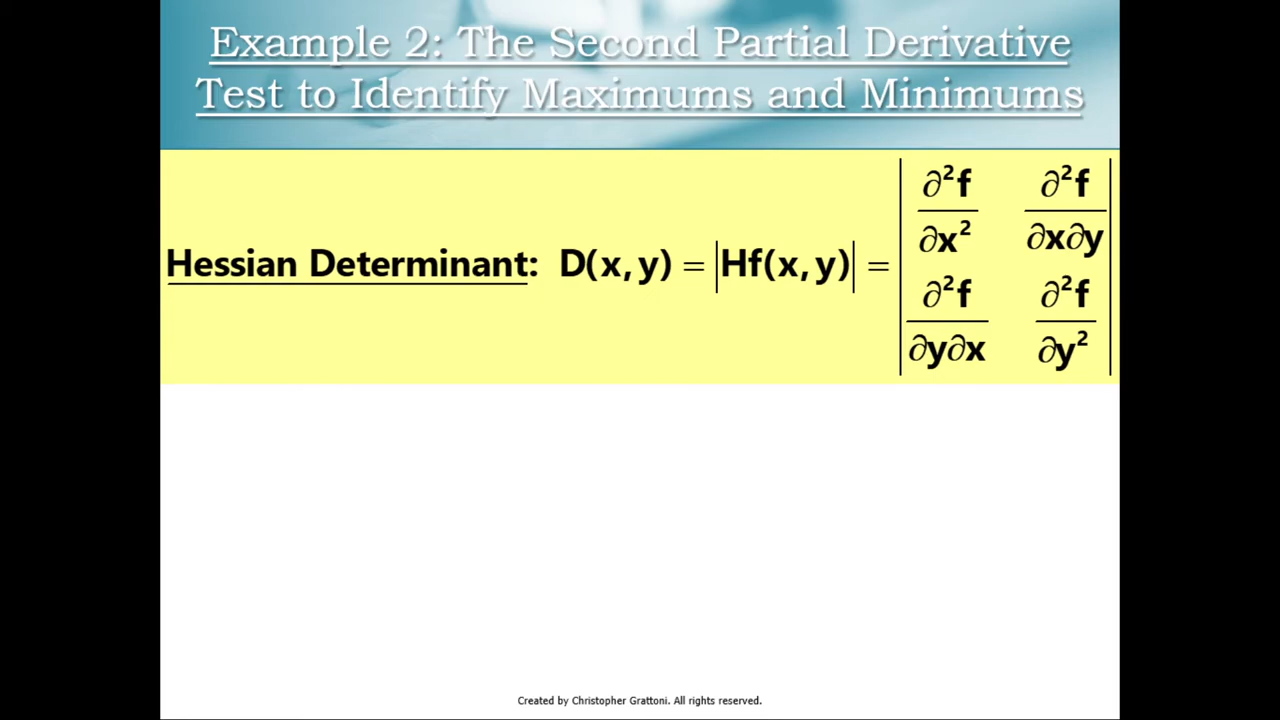 Example 2: The Second Partial Derivative
Test to Identify Maximums and Minimums
Hessian Determinant: D(x,y) = |Hf(x,y)| = | ∂²f/∂x² ∂²f/∂x∂y |
| ∂²f/∂y∂x ∂²f/∂y² |
Created by Christopher Grattoni. All rights reserved.